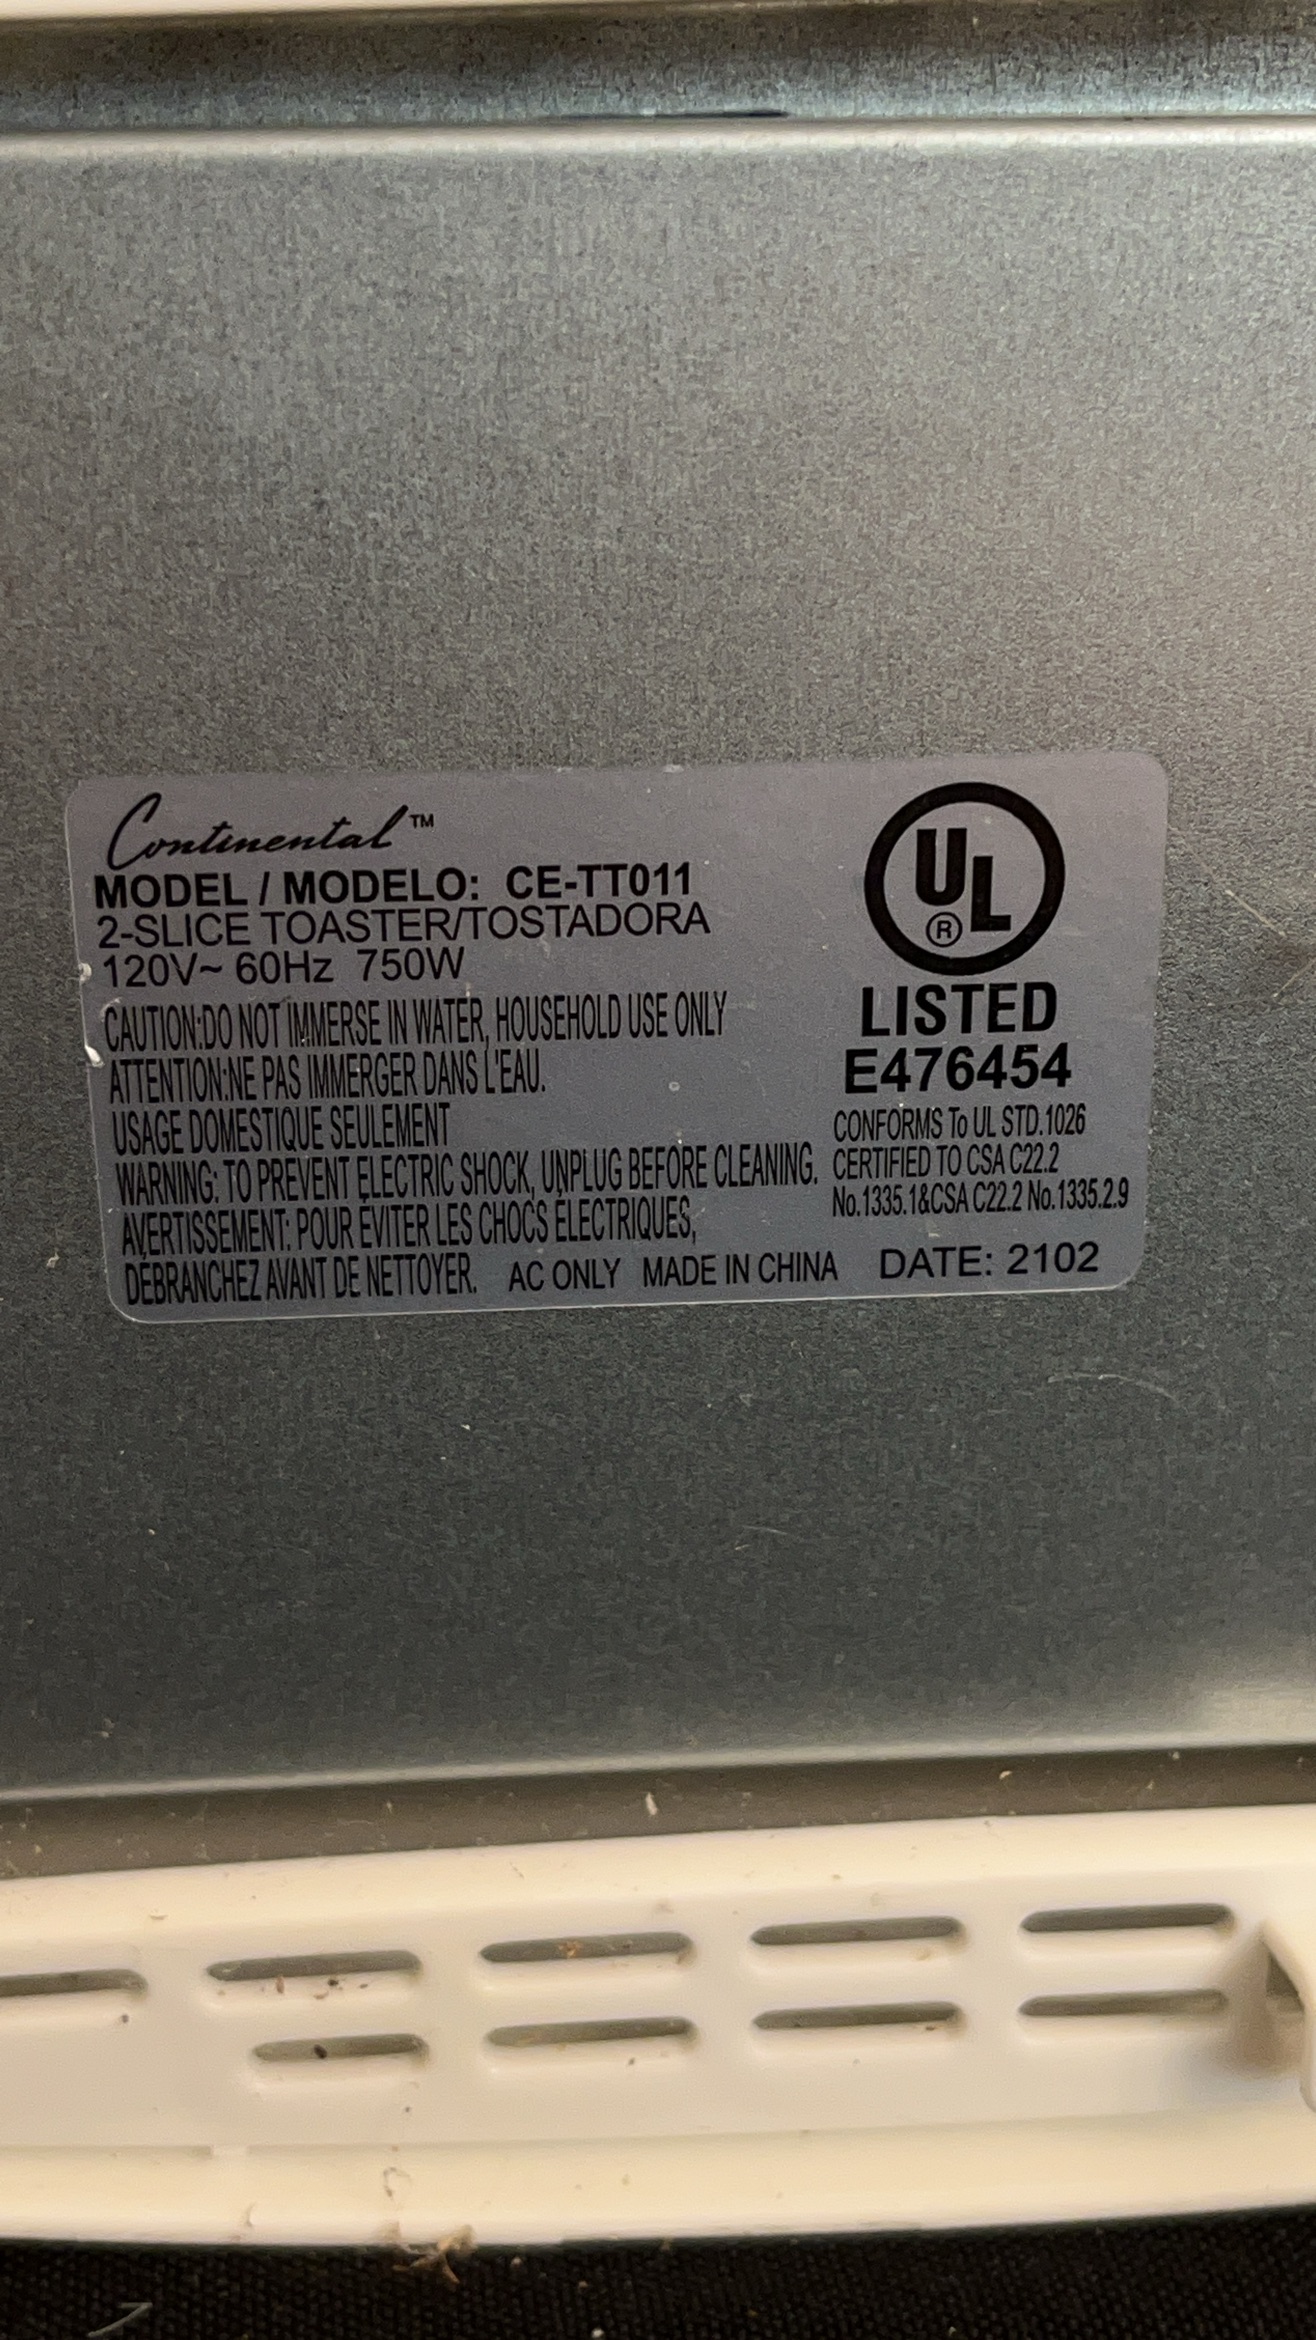 Continental™
MODEL / MODELO: CE-TT011
2-SLICE TOASTER/TOSTADORA
120V~ 60Hz 750W
CAUTION:DO NOT IMMERSE IN WATER, HOUSEHOLD USE ONLY
ATTENTION:NE PAS IMMERGER DANS L'EAU.
USAGE DOMESTIQUE SEULEMENT
WARNING: TO PREVENT ELECTRIC SHOCK, UNPLUG BEFORE CLEANING.
AVERTISSEMENT: POUR ÉVITER LES CHOCS ÉLECTRIQUES,
DÉBRANCHEZ AVANT DE NETTOYER. AC ONLY MADE IN CHINA
UL ®
LISTED
E476454
CONFORMS To UL STD.1026
CERTIFIED TO CSA C22.2
No.1335.1&CSA C22.2 No.1335.2.9
DATE: 2102